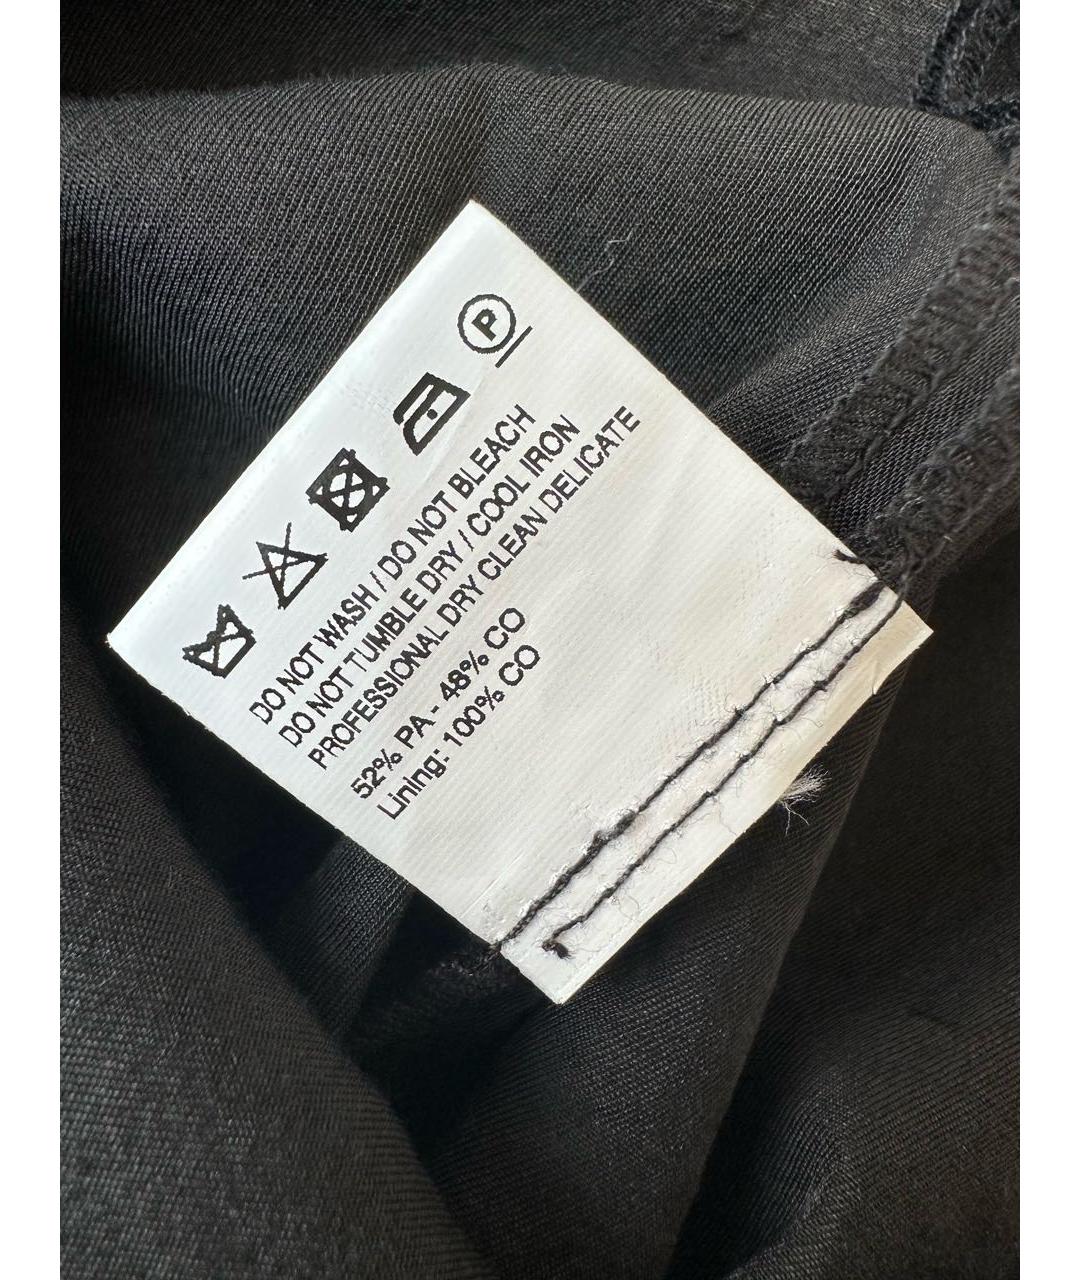 P
DO NOT WASH / DO NOT BLEACH
DO NOT TUMBLE DRY / COOL IRON
PROFESSIONAL DRY CLEAN DELICATE
52% PA - 48% CO
Lining: 100% CO